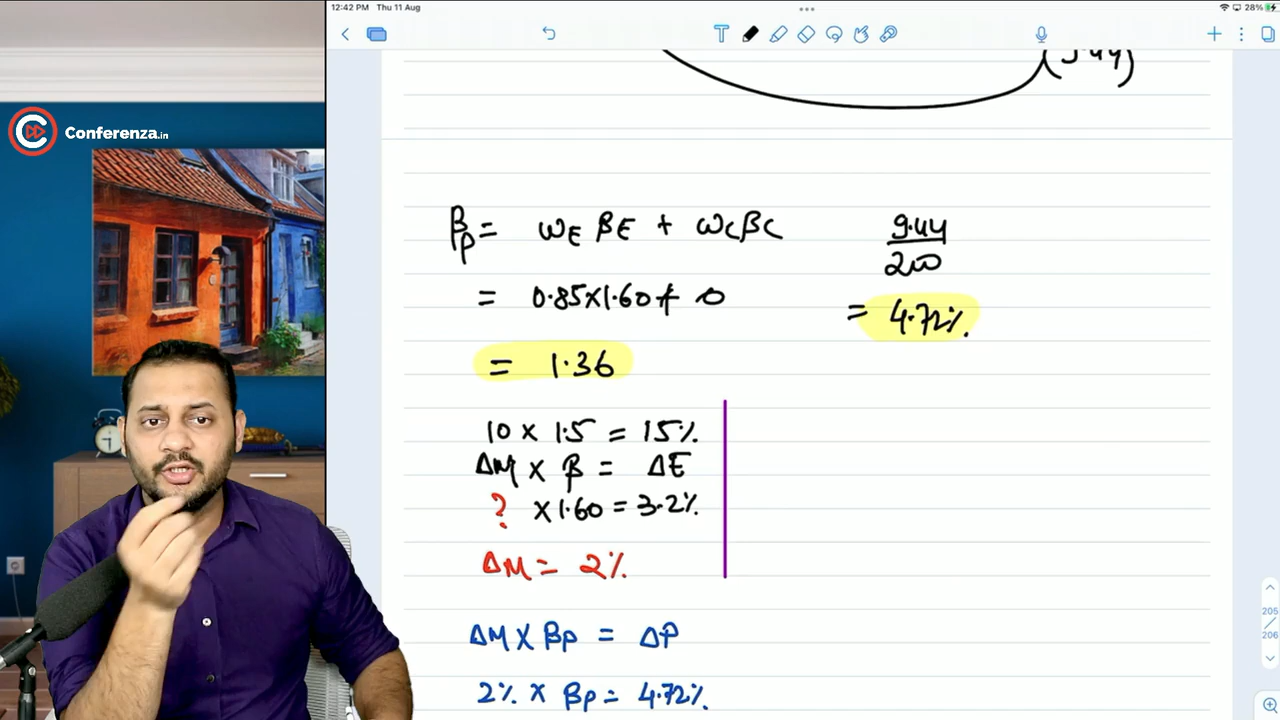 12:42 PM Thu 11 Aug
28%
Conferenza.in
βp = ωE βE + ωC βC
= 0.85×1.60 + 0
= 1.36
9.44
200
= 4.72%
10 × 1.5 = 15%
ΔM × β = ΔE
? × 1.60 = 3.2%
ΔM = 2%
ΔM × βp = ΔP
2% × βp = 4.72%
205
/
206